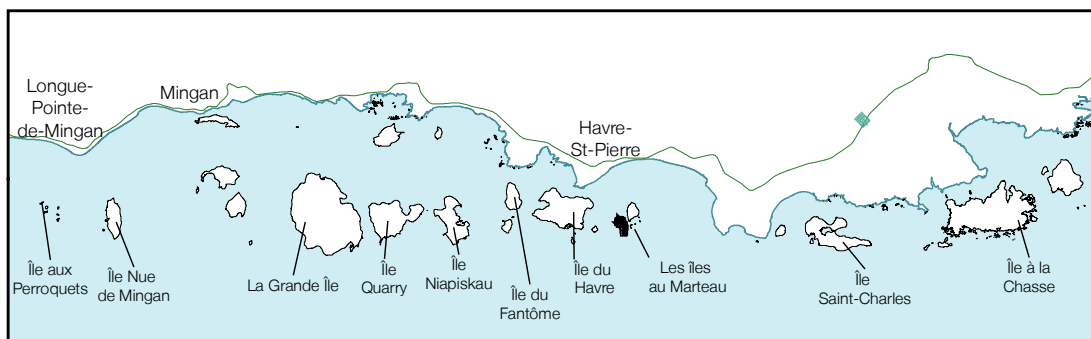 Longue-
Pointe-
de-Mingan
Mingan
Havre-
St-Pierre
Île aux
Perroquets
Île Nue
de Mingan
La Grande Île
Île
Quarry
Île
Niapiskau
Île du
Fantôme
Île du
Havre
Les îles
au Marteau
Île
Saint-Charles
Île à la
Chasse